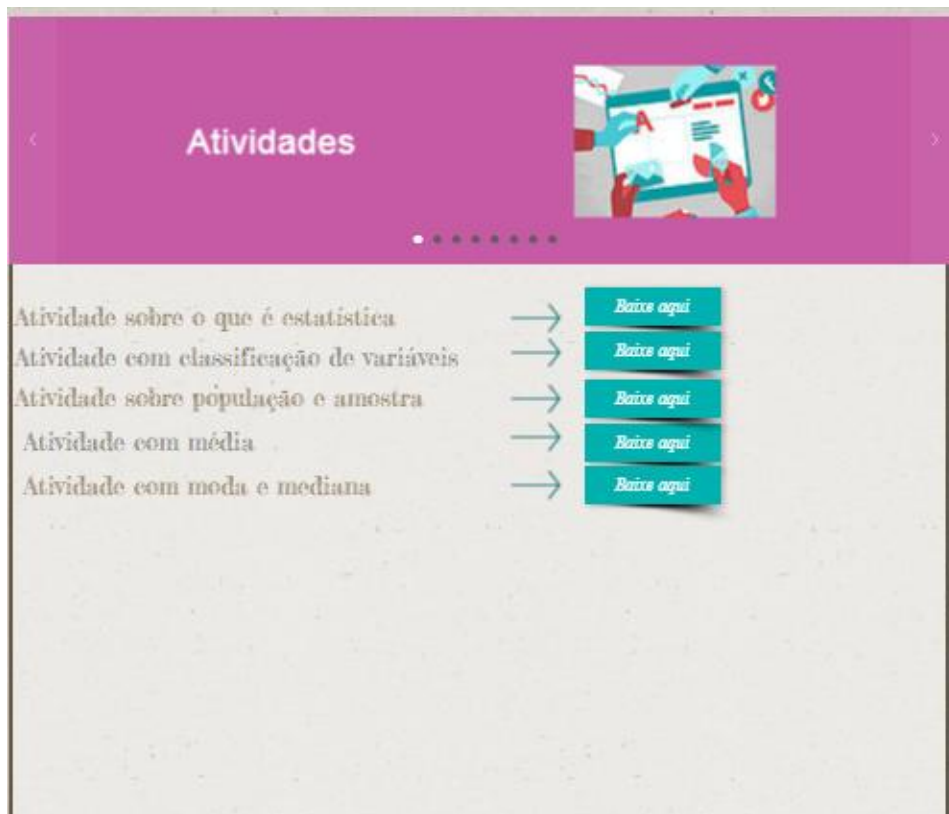 Atividades
Atividade sobre o que é estatística
Baixe aqui
Atividade com classificação de variáveis
Baixe aqui
Atividade sobre população e amostra
Baixe aqui
Atividade com média
Baixe aqui
Atividade com moda e mediana
Baixe aqui